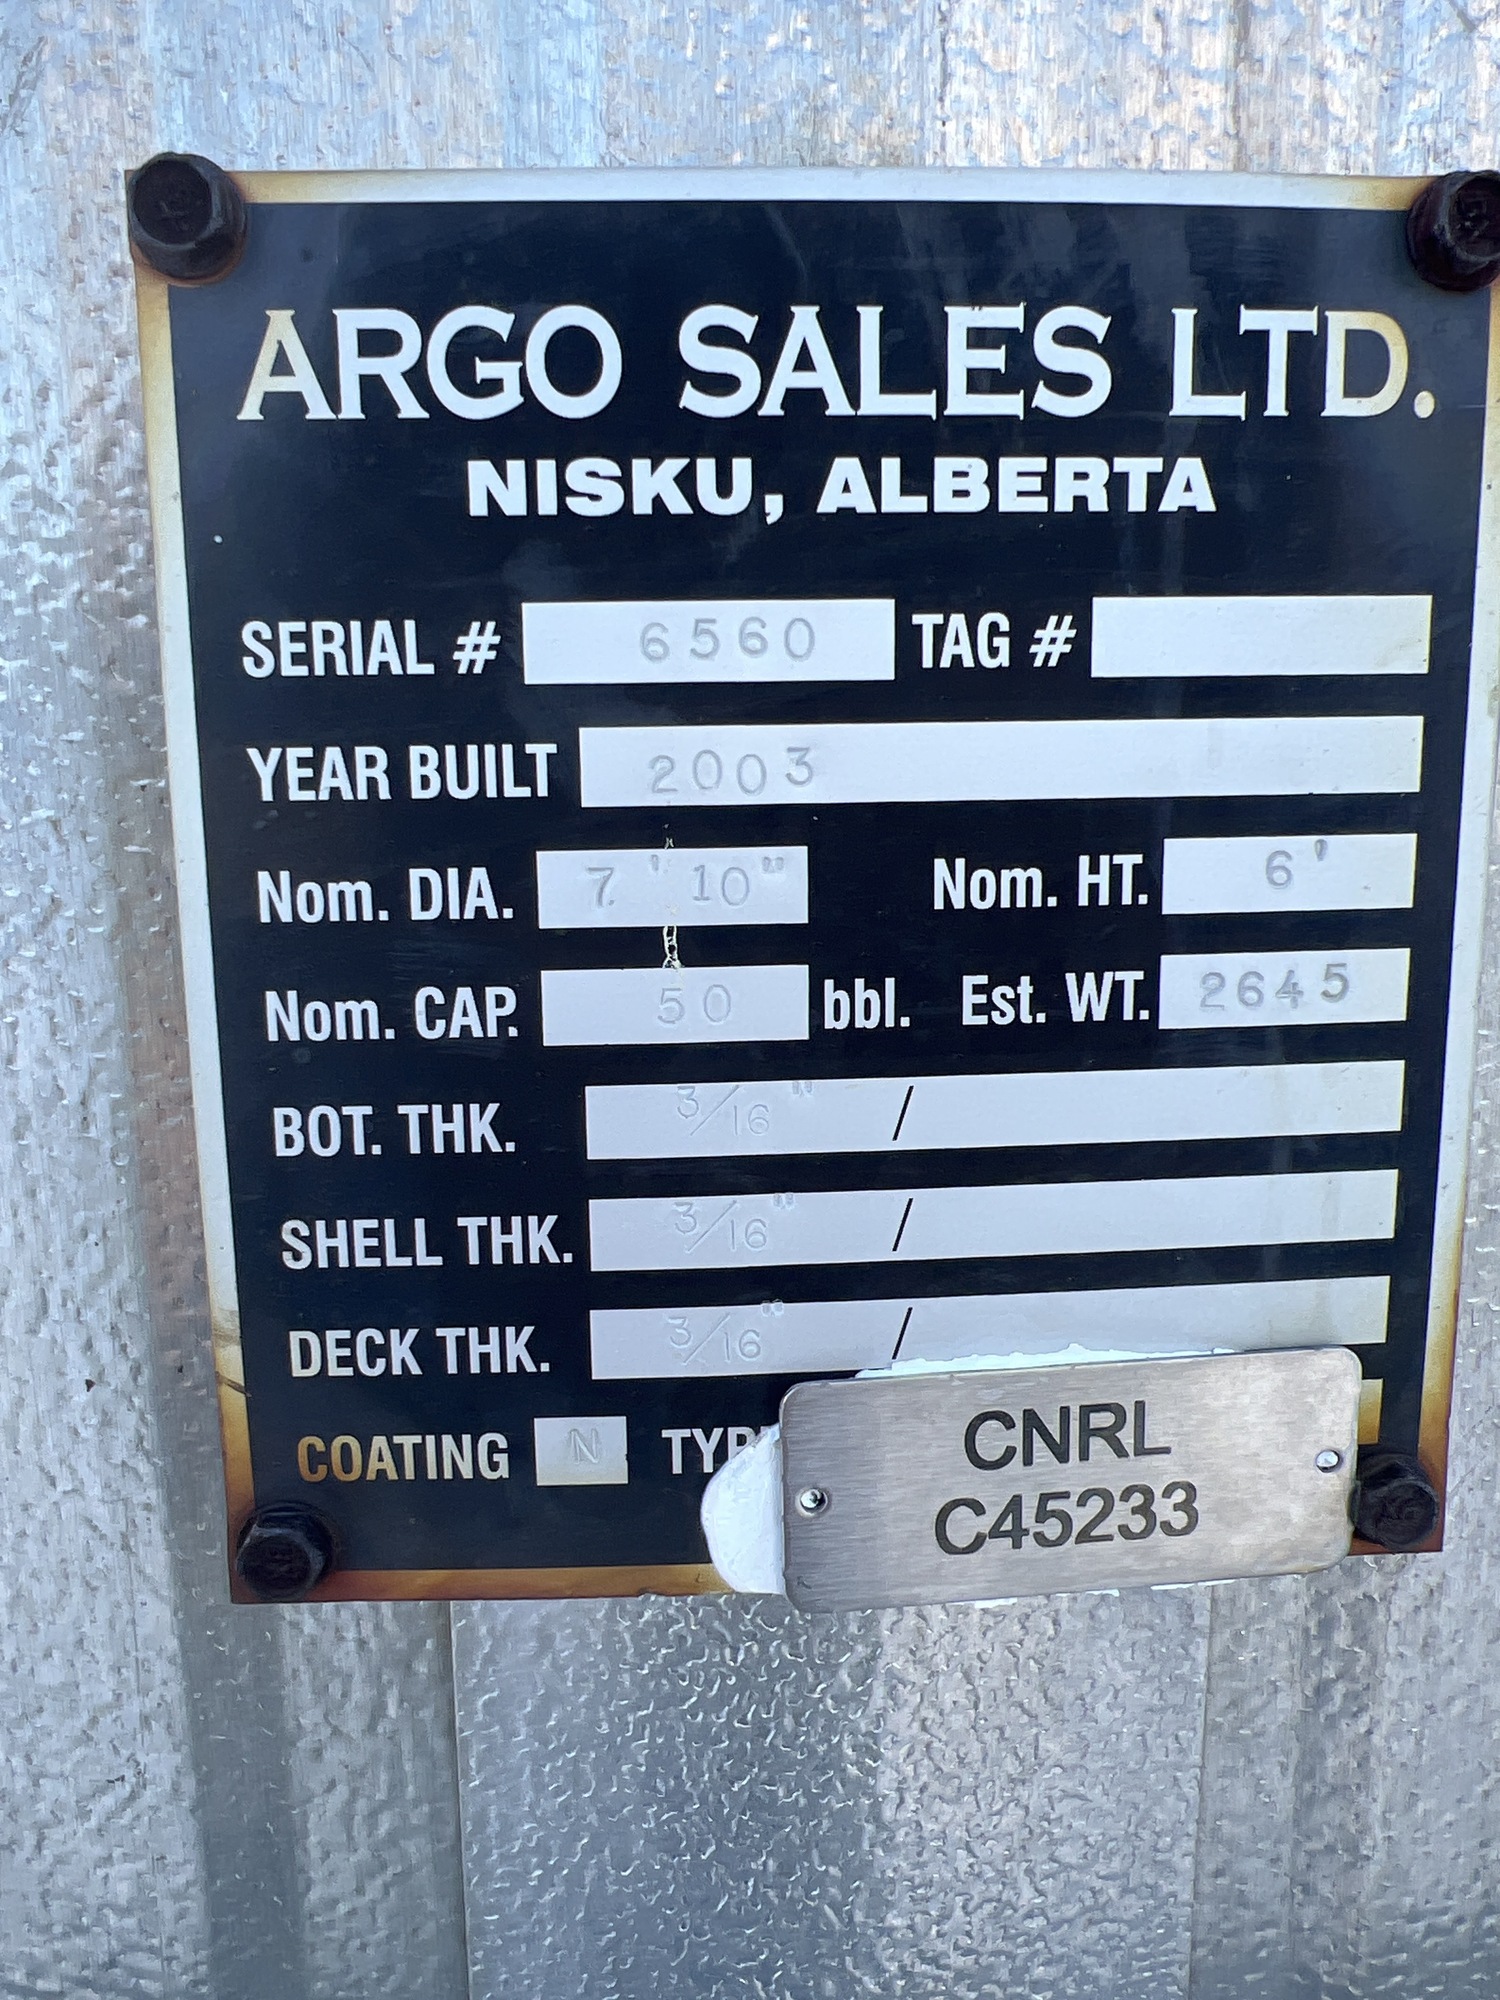 ARGO SALES LTD.
NISKU, ALBERTA
SERIAL # 6560 TAG #
YEAR BUILT 2003
Nom. DIA. 7' 10" Nom. HT. 6'
Nom. CAP. 50 bbl. Est. WT. 2645
BOT. THK. 3/16" /
SHELL THK. 3/16" /
DECK THK. 3/16" /
COATING N
CNRL
C45233